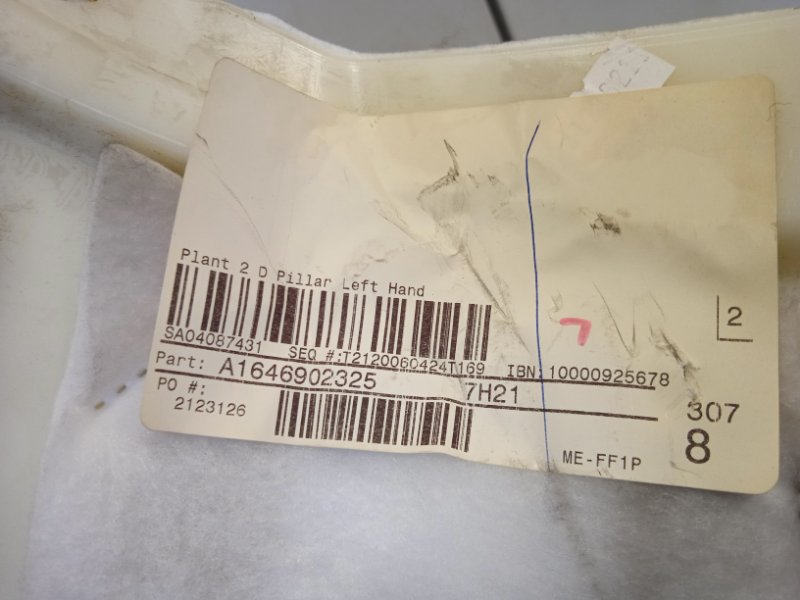 Plant 2 D Pillar Left Hand
2
SA04087431 SEQ #:T2120060424T169 IBN:10000925678
Part: A1646902325 7H21
PO #:
2123126
307
8
ME-FF1P